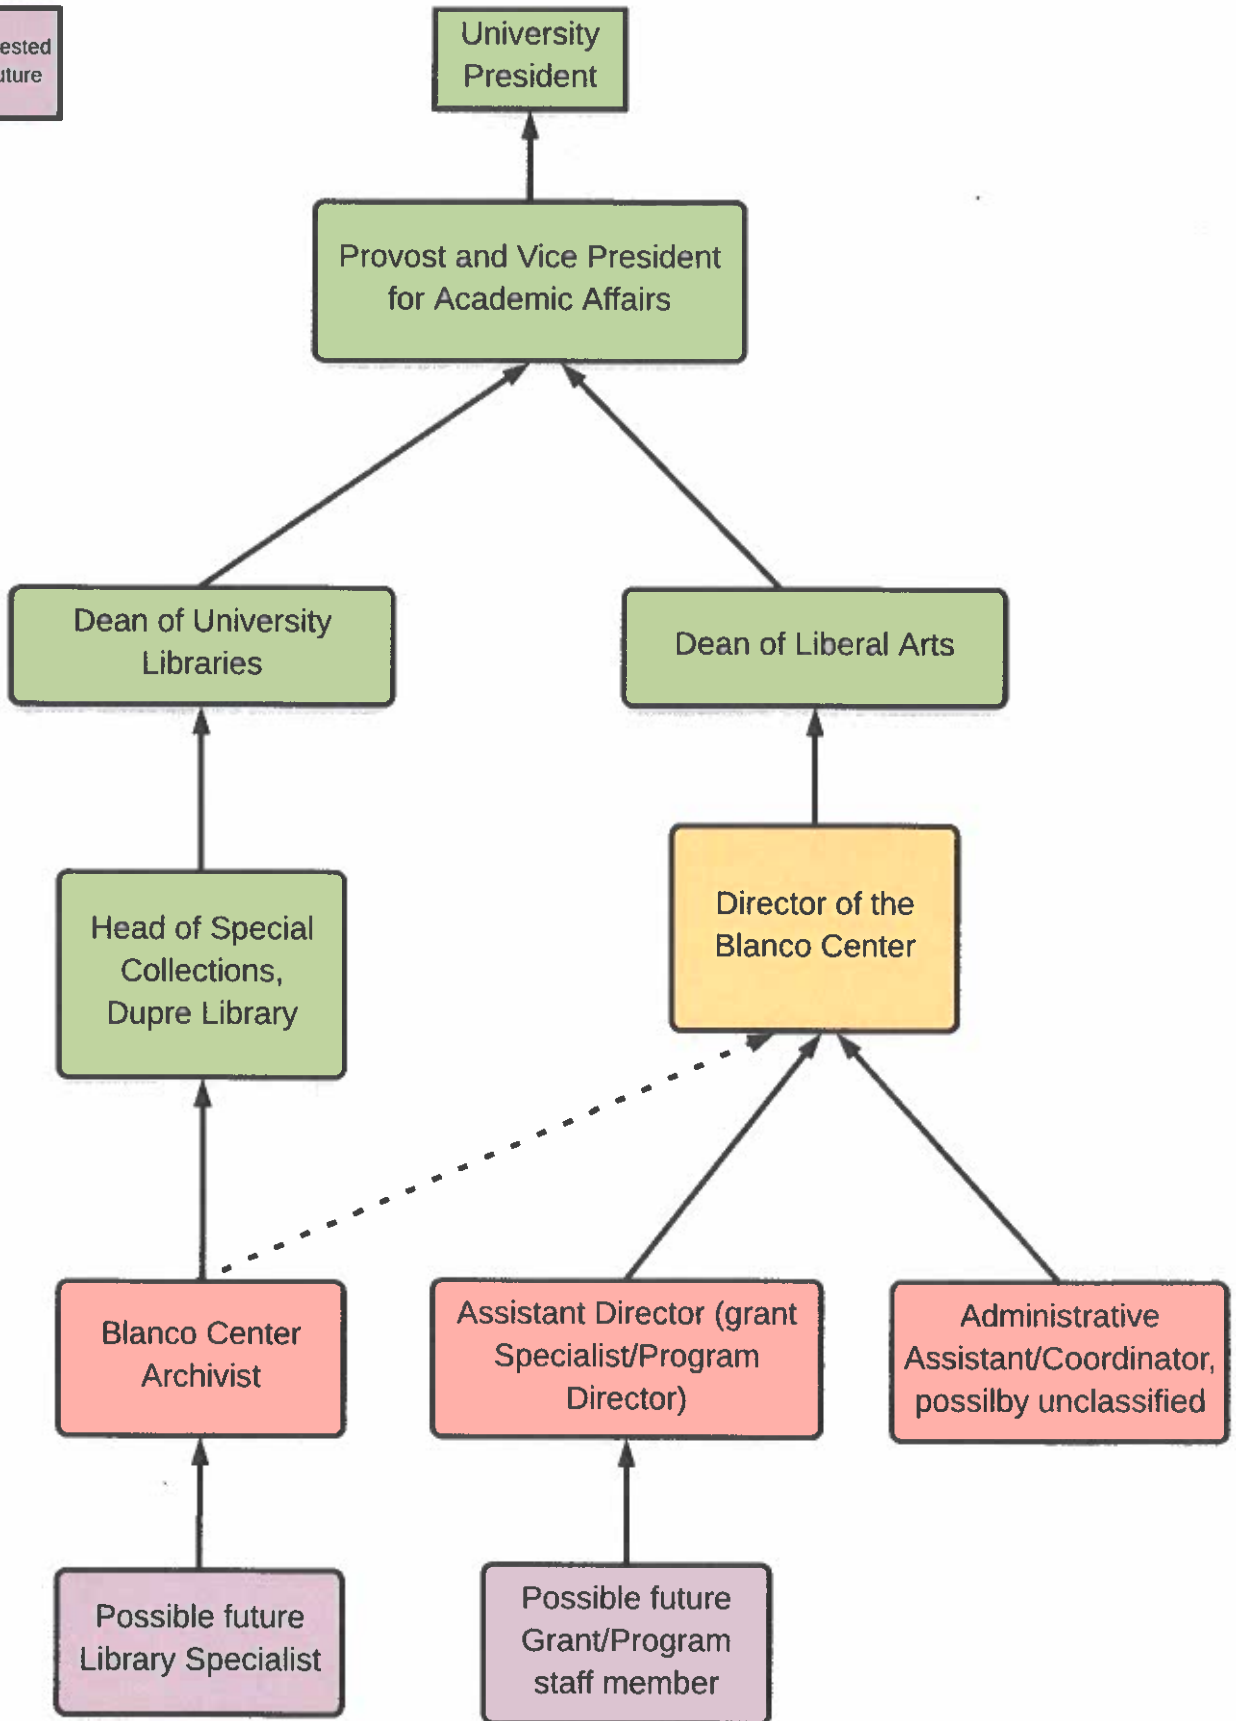 uture
University
President
Provost and Vice President
for Academic Affairs
Dean of University
Libraries
Dean of Liberal Arts
Head of Special
Collections,
Dupre Library
Director of the
Blanco Center
Blanco Center
Archivist
Assistant Director (grant
Specialist/Program
Director)
Administrative
Assistant/Coordinator,
possilby unclassified
Possible future
Library Specialist
Possible future
Grant/Program
staff member